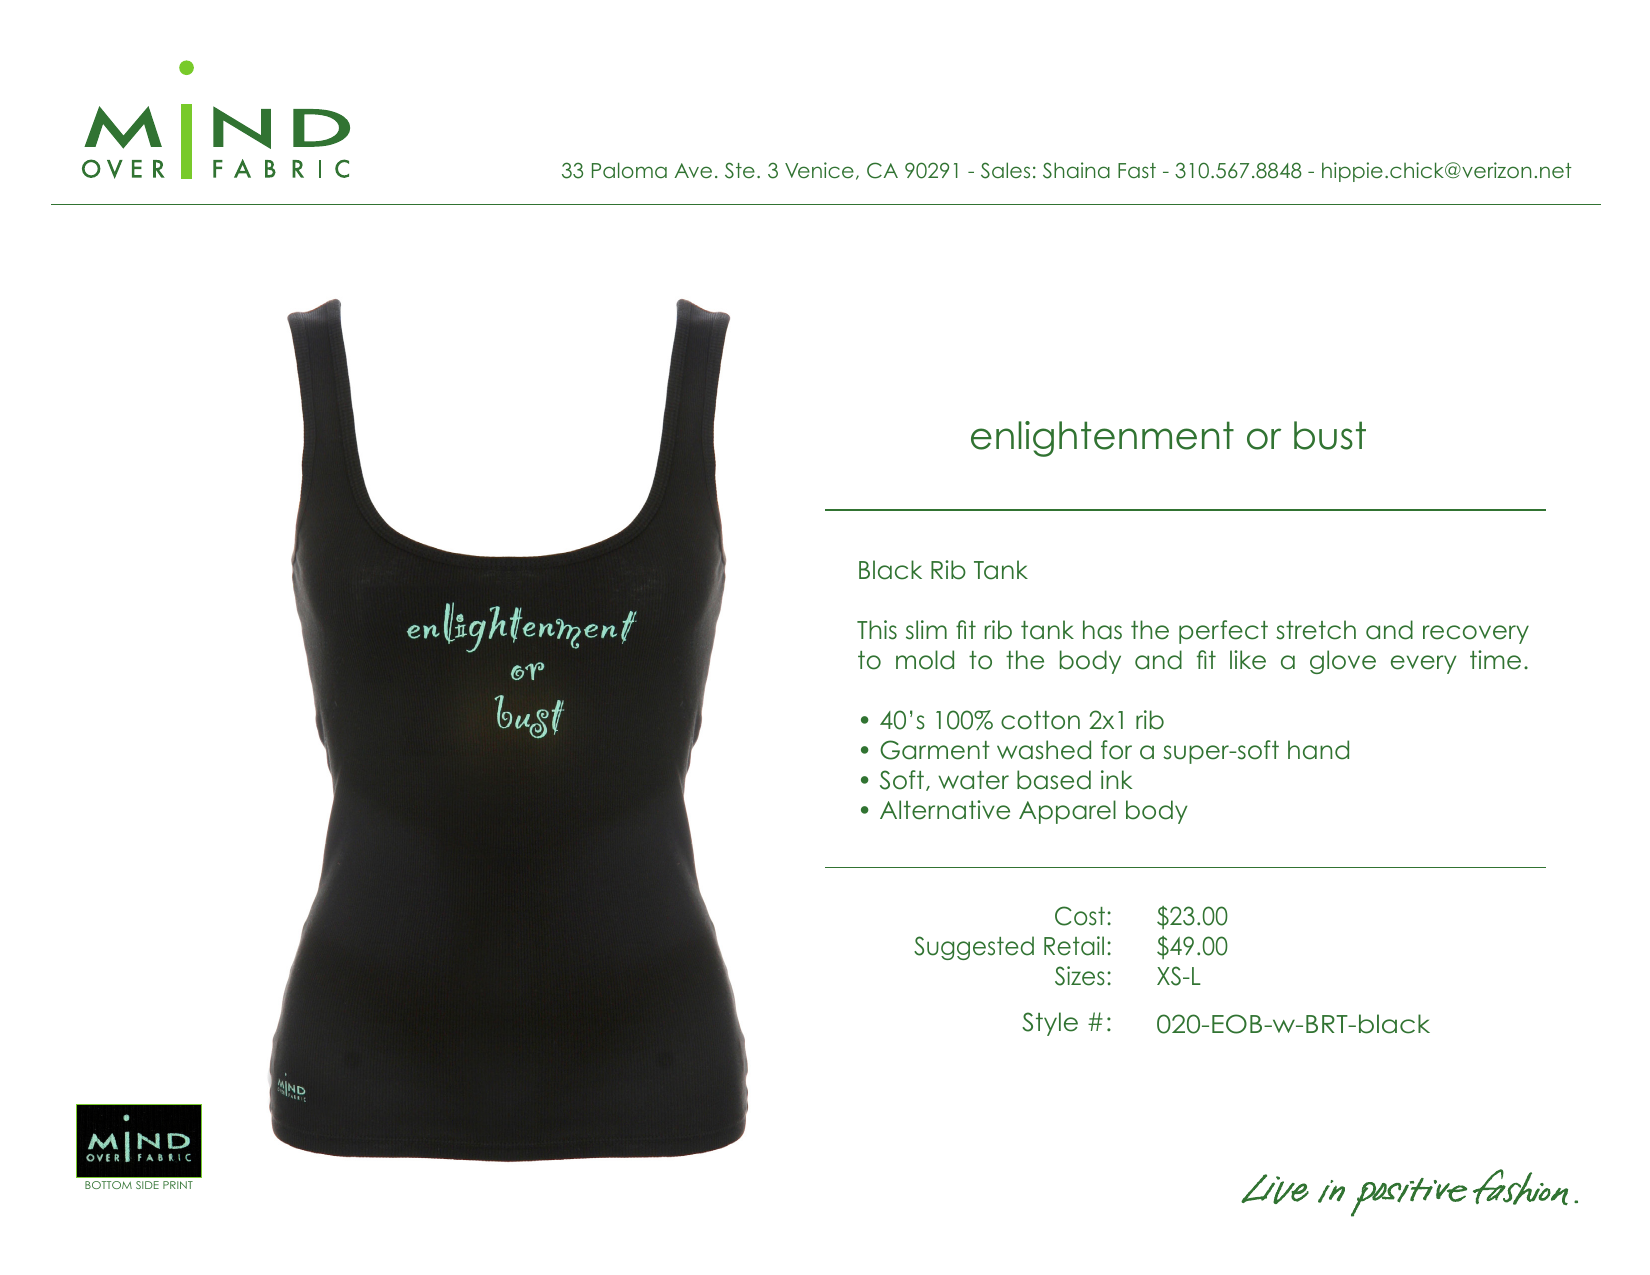 MiND
OVER FABRIC
33 Paloma Ave. Ste. 3 Venice, CA 90291 - Sales: Shaina Fast - 310.567.8848 - hippie.chick@verizon.net
enlightenment
or
bust
MiND
OVER FABRIC
enlightenment or bust
Black Rib Tank
This slim fit rib tank has the perfect stretch and recovery
to mold to the body and fit like a glove every time.
• 40’s 100% cotton 2x1 rib
• Garment washed for a super-soft hand
• Soft, water based ink
• Alternative Apparel body
Cost: $23.00
Suggested Retail: $49.00
Sizes: XS-L
Style #: 020-EOB-w-BRT-black
MiND
OVER FABRIC
BOTTOM SIDE PRINT
Live in positive fashion.